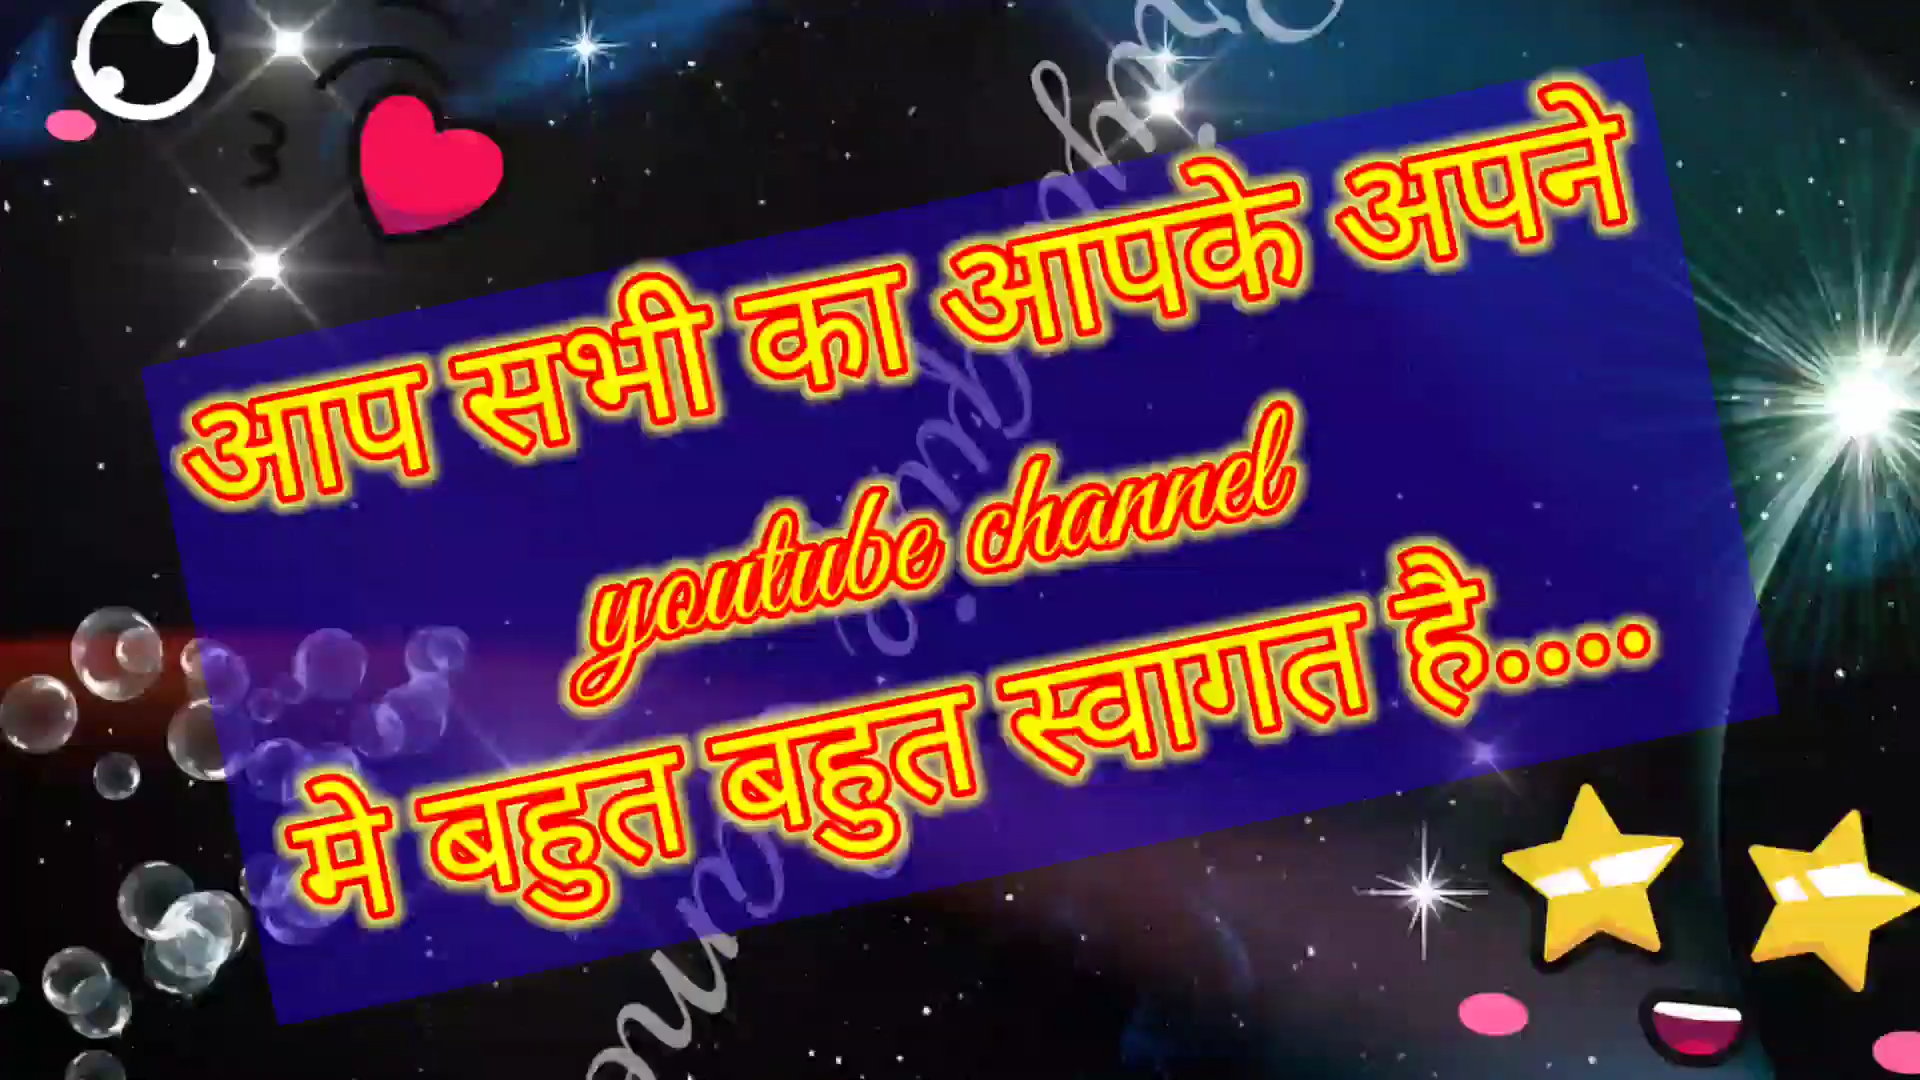 आप सभी का आपके अपने
youtube channel
मे बहुत बहुत स्वागत है....